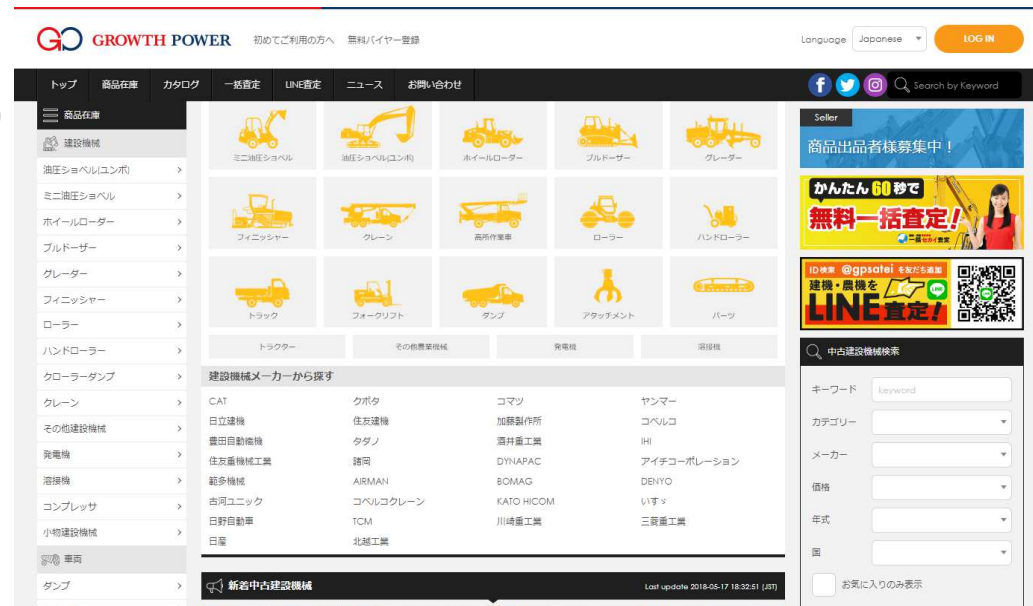 GROWTH POWER 初めてご利用の方へ 無料バイヤー登録
Language Japanese LOG IN
トップ 商品在庫 カタログ 一括査定 LINE査定 ニュース お問い合わせ
Search by Keyword
商品在庫
建設機械
油圧ショベル(ユンボ)
ミニ油圧ショベル
ホイールローダー
ブルドーザー
グレーダー
フィニッシャー
ローラー
ハンドローラー
クローラーダンプ
クレーン
その他建設機械
発電機
溶接機
コンプレッサ
小物建設機械
車両
ダンプ
ミニ油圧ショベル 油圧ショベル(ユンボ) ホイールローダー ブルドーザー グレーダー
フィニッシャー クレーン 高所作業車 ローラー ハンドローラー
トラック フォークリフト ダンプ アタッチメント パーツ
トラクター その他農業機械 発電機 溶接機
建設機械メーカーから探す
CAT クボタ コマツ ヤンマー
日立建機 住友建機 加藤製作所 コベルコ
豊田自動織機 タダノ 酒井重工業 IHI
住友重機械工業 諸岡 DYNAPAC アイチコーポレーション
範多機械 AIRMAN BOMAG DENYO
古河ユニック コベルコクレーン KATO HICOM いすゞ
日野自動車 TCM 川崎重工業 三菱重工業
日産 北越工業
新着中古建設機械 Last update 2018-05-17 18:32:51 (JST)
Seller
商品出品者様募集中！
かんたん60秒で
無料一括査定!
ID検索 @gpsatei を友だち追加
建機・農機を
LINE査定!
中古建設機械検索
キーワード keyword
カテゴリー
メーカー
価格
年式
国
お気に入りのみ表示